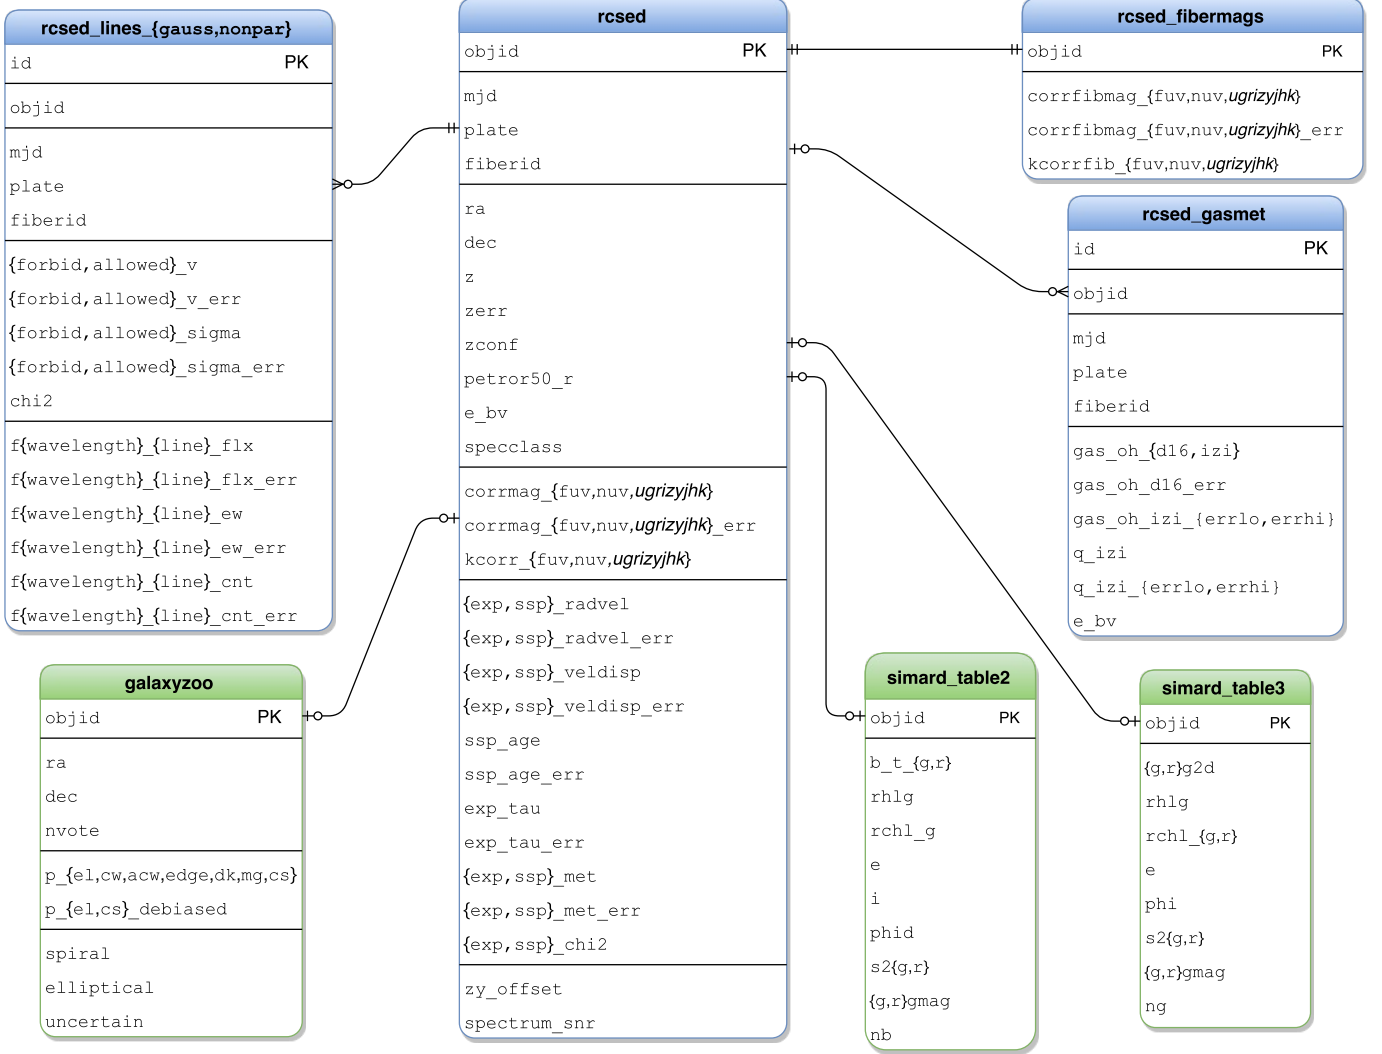 rcsed_lines_{gauss,nonpar}
id PK
objid
mjd
plate
fiberid
{forbid,allowed}_v
{forbid,allowed}_v_err
{forbid,allowed}_sigma
{forbid,allowed}_sigma_err
chi2
f{wavelength}_{line}_flx
f{wavelength}_{line}_flx_err
f{wavelength}_{line}_ew
f{wavelength}_{line}_ew_err
f{wavelength}_{line}_cnt
f{wavelength}_{line}_cnt_err
galaxyzoo
objid PK
ra
dec
nvote
p_{el,cw,acw,edge,dk,mg,cs}
p_{el,cs}_debiased
spiral
elliptical
uncertain
rcsed
objid PK
mjd
plate
fiberid
ra
dec
z
zerr
zconf
petror50_r
e_bv
specclass
corrmag_{fuv,nuv,ugrizyjhk}
corrmag_{fuv,nuv,ugrizyjhk}_err
kcorr_{fuv,nuv,ugrizyjhk}
{exp,ssp}_radvel
{exp,ssp}_radvel_err
{exp,ssp}_veldisp
{exp,ssp}_veldisp_err
ssp_age
ssp_age_err
exp_tau
exp_tau_err
{exp,ssp}_met
{exp,ssp}_met_err
{exp,ssp}_chi2
zy_offset
spectrum_snr
rcsed_fibermags
objid PK
corrfibmag_{fuv,nuv,ugrizyjhk}
corrfibmag_{fuv,nuv,ugrizyjhk}_err
kcorrfib_{fuv,nuv,ugrizyjhk}
rcsed_gasmet
id PK
objid
mjd
plate
fiberid
gas_oh_{d16,izi}
gas_oh_d16_err
gas_oh_izi_{errlo,errhi}
q_izi
q_izi_{errlo,errhi}
e_bv
simard_table2
objid PK
b_t_{g,r}
rhlg
rchl_g
e
i
phid
s2{g,r}
{g,r}gmag
nb
simard_table3
objid PK
{g,r}g2d
rhlg
rchl_{g,r}
e
phi
s2{g,r}
{g,r}gmag
ng